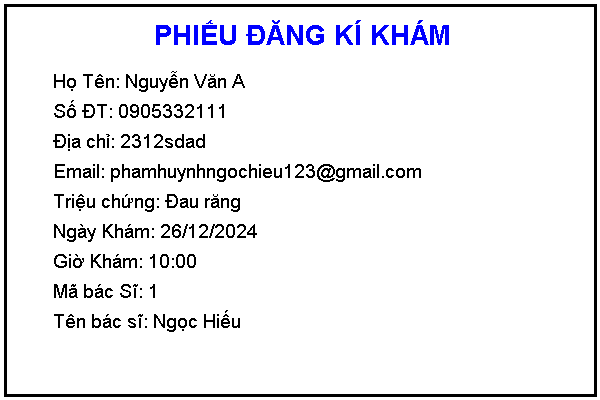 PHIẾU ĐĂNG KÍ KHÁM
Họ Tên: Nguyễn Văn A
Số ĐT: 0905332111
Địa chỉ: 2312sdad
Email: phamhuynhngochieu123@gmail.com
Triệu chứng: Đau răng
Ngày Khám: 26/12/2024
Giờ Khám: 10:00
Mã bác Sĩ: 1
Tên bác sĩ: Ngọc Hiếu